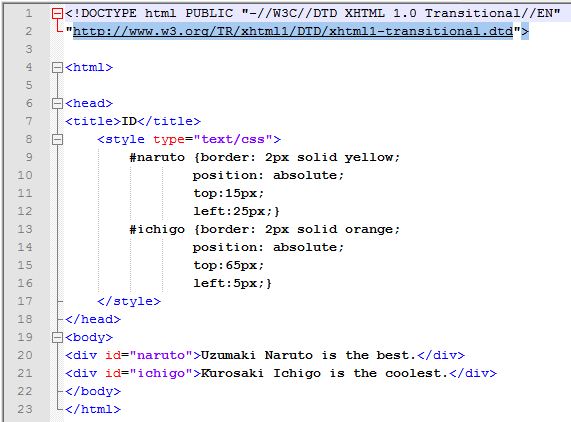 1 <!DOCTYPE html PUBLIC "-//W3C//DTD XHTML 1.0 Transitional//EN"
2 "http://www.w3.org/TR/xhtml1/DTD/xhtml1-transitional.dtd">
3
4 <html>
5
6 <head>
7 <title>ID</title>
8 <style type="text/css">
9 #naruto {border: 2px solid yellow;
10 position: absolute;
11 top:15px;
12 left:25px;}
13 #ichigo {border: 2px solid orange;
14 position: absolute;
15 top:65px;
16 left:5px;}
17 </style>
18 </head>
19 <body>
20 <div id="naruto">Uzumaki Naruto is the best.</div>
21 <div id="ichigo">Kurosaki Ichigo is the coolest.</div>
22 </body>
23 </html>